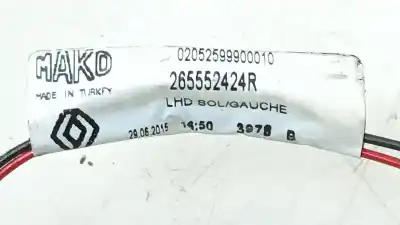 MAKO
MADE IN TURKEY
02052599900010
265552424R
LHD SOL/GAUCHE
29.06.2015 14:50 3978 B